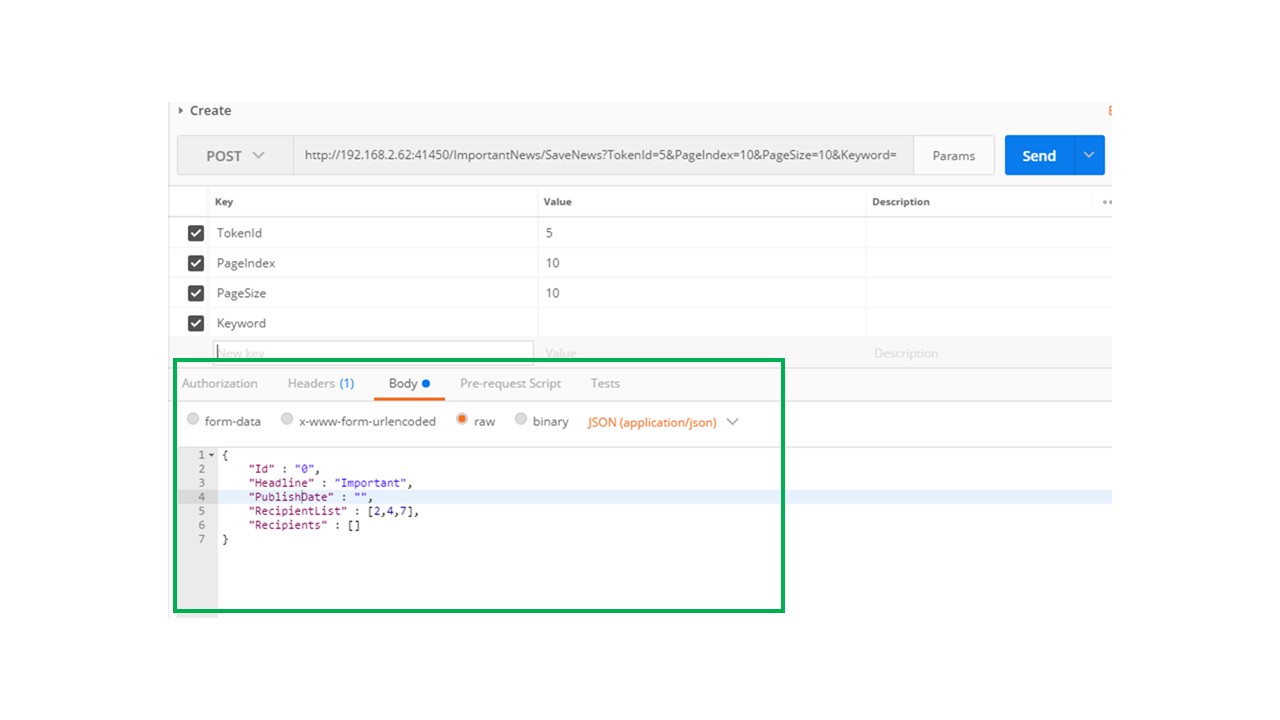 Create
POST http://192.168.2.62:41450/ImportantNews/SaveNews?TokenId=5&PageIndex=10&PageSize=10&Keyword= Params Send
Key Value Description
TokenId 5
PageIndex 10
PageSize 10
Keyword
New key Value Description
Authorization Headers (1) Body Pre-request Script Tests
form-data x-www-form-urlencoded raw binary JSON (application/json)
1 {
2 "Id" : "0",
3 "Headline" : "Important",
4 "PublishDate" : "",
5 "RecipientList" : [2,4,7],
6 "Recipients" : []
7 }